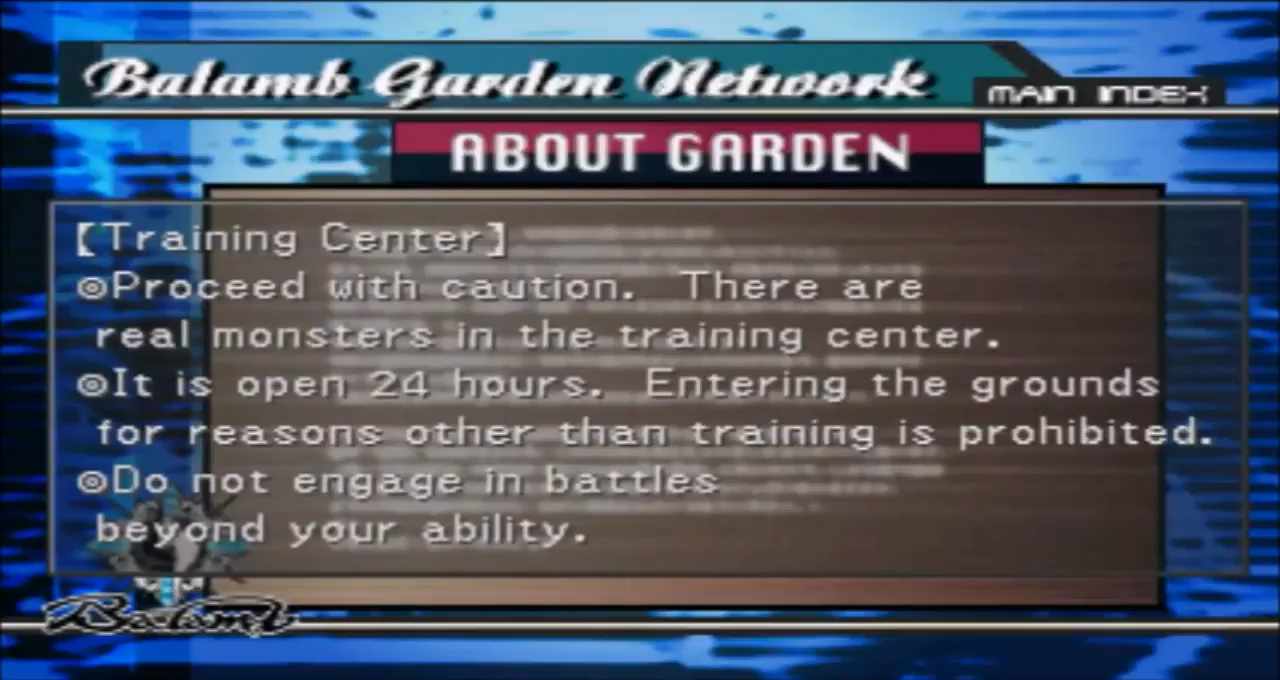 Balamb Garden Network
MAIN INDEX
ABOUT GARDEN
[Training Center]
◎Proceed with caution. There are
real monsters in the training center.
◎It is open 24 hours. Entering the grounds
for reasons other than training is prohibited.
◎Do not engage in battles
beyond your ability.
Balamb